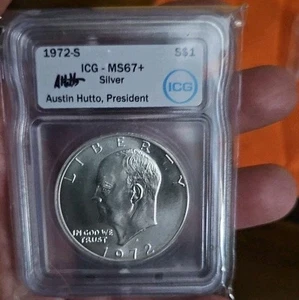 1972-S S$1
ICG - MS67+
Silver
ICG
Austin Hutto, President
LIBERTY
IN GOD WE
TRUST
1972